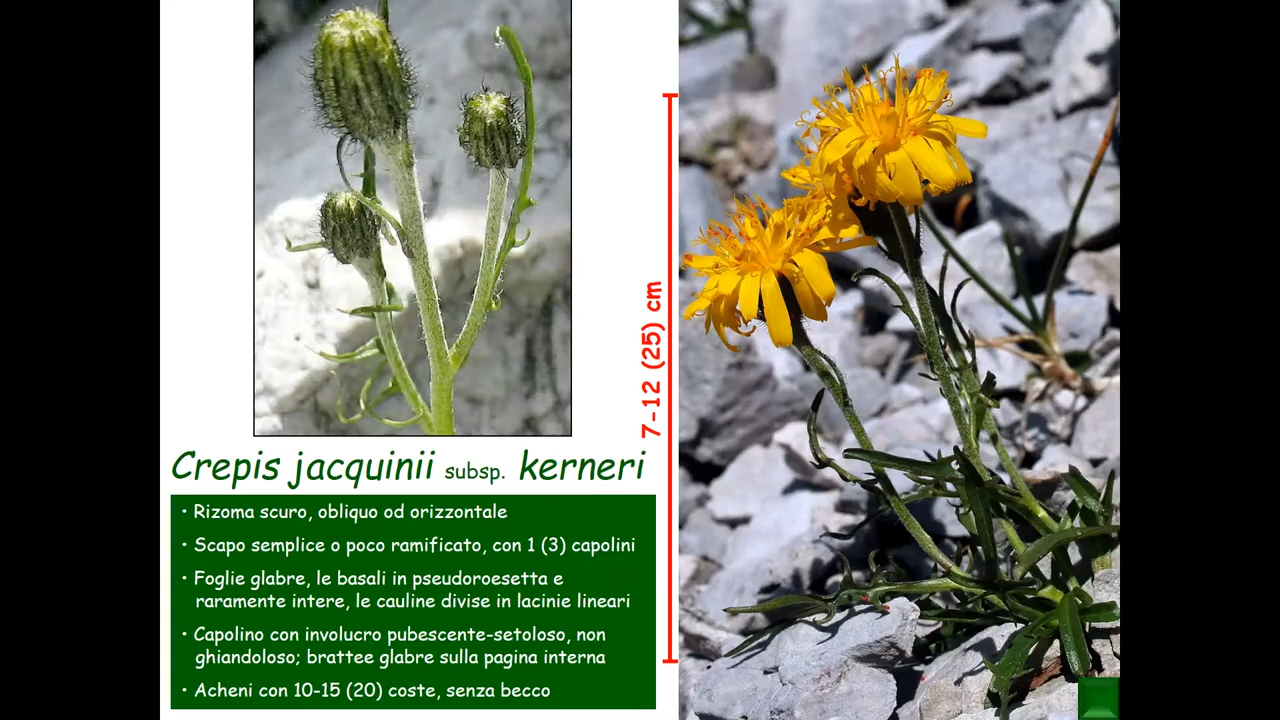 7-12 (25) cm
Crepis jacquinii subsp. kerneri
• Rizoma scuro, obliquo od orizzontale
• Scapo semplice o poco ramificato, con 1 (3) capolini
• Foglie glabre, le basali in pseudoroesetta e
raramente intere, le cauline divise in lacinie lineari
• Capolino con involucro pubescente-setoloso, non
ghiandoloso; brattee glabre sulla pagina interna
• Acheni con 10-15 (20) coste, senza becco